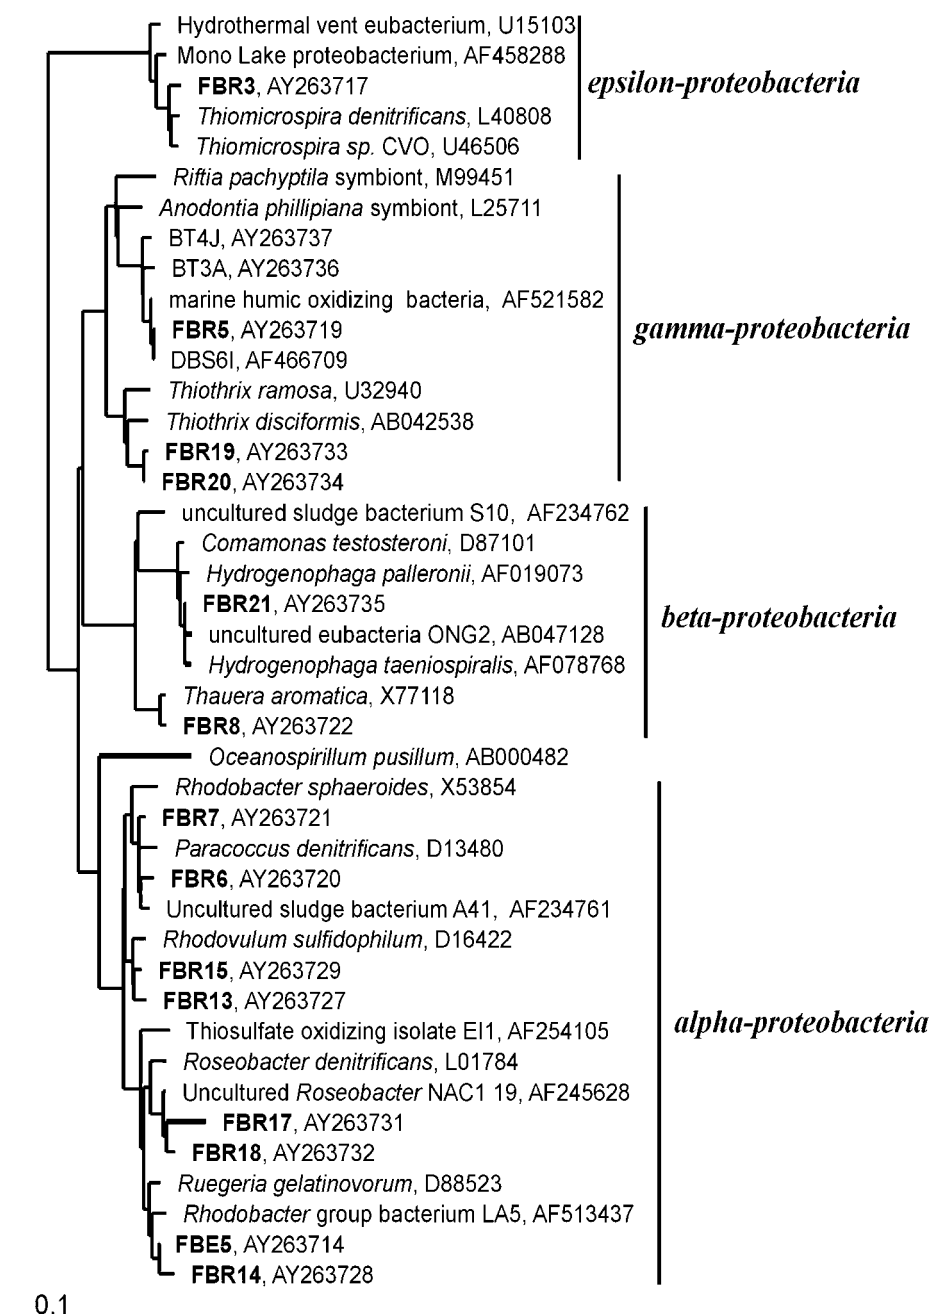 Hydrothermal vent eubacterium, U15103
Mono Lake proteobacterium, AF458288
FBR3, AY263717
epsilon-proteobacteria
Thiomicrospira denitrificans, L40808
Thiomicrospira sp. CVO, U46506
Riftia pachyptila symbiont, M99451
Anodontia phillipiana symbiont, L25711
BT4J, AY263737
BT3A, AY263736
marine humic oxidizing bacteria, AF521582
FBR5, AY263719
gamma-proteobacteria
DBS6I, AF466709
Thiothrix ramosa, U32940
Thiothrix disciformis, AB042538
FBR19, AY263733
FBR20, AY263734
uncultured sludge bacterium S10, AF234762
Comamonas testosteroni, D87101
Hydrogenophaga palleronii, AF019073
FBR21, AY263735
beta-proteobacteria
uncultured eubacteria ONG2, AB047128
Hydrogenophaga taeniospiralis, AF078768
Thauera aromatica, X77118
FBR8, AY263722
Oceanospirillum pusillum, AB000482
Rhodobacter sphaeroides, X53854
FBR7, AY263721
Paracoccus denitrificans, D13480
FBR6, AY263720
Uncultured sludge bacterium A41, AF234761
Rhodovulum sulfidophilum, D16422
FBR15, AY263729
FBR13, AY263727
alpha-proteobacteria
Thiosulfate oxidizing isolate EI1, AF254105
Roseobacter denitrificans, L01784
Uncultured Roseobacter NAC1 19, AF245628
FBR17, AY263731
FBR18, AY263732
Ruegeria gelatinovorum, D88523
Rhodobacter group bacterium LA5, AF513437
FBE5, AY263714
FBR14, AY263728
0.1